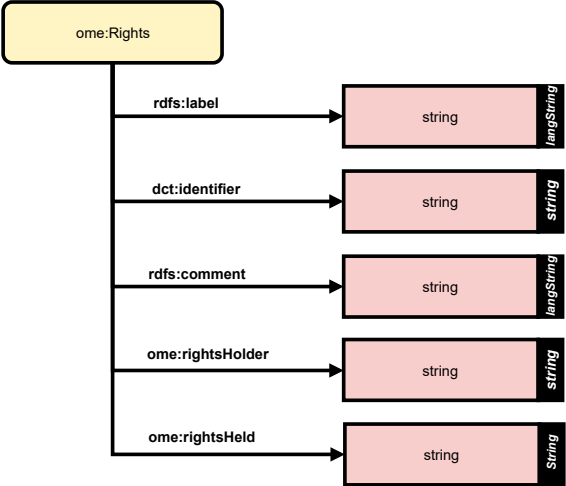 ome:Rights
rdfs:label
string
langString
dct:identifier
string
string
rdfs:comment
string
langString
ome:rightsHolder
string
string
ome:rightsHeld
string
String